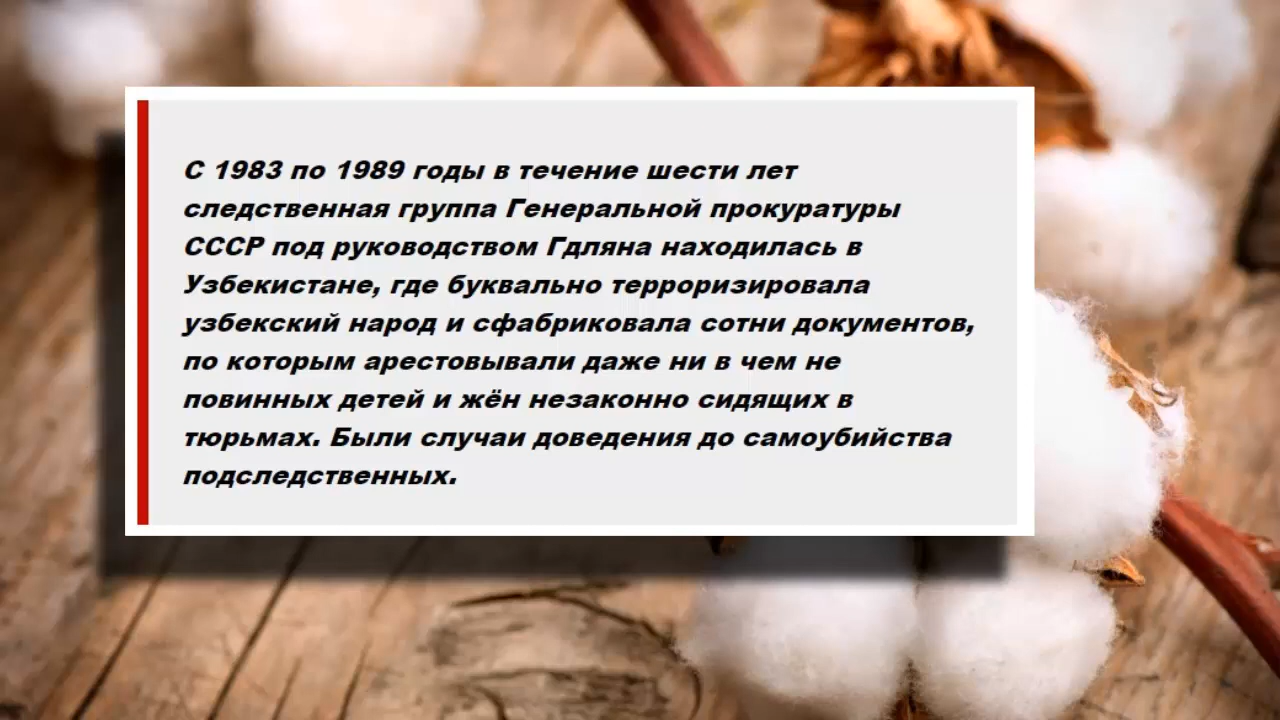 С 1983 по 1989 годы в течение шести лет
следственная группа Генеральной прокуратуры
СССР под руководством Гдляна находилась в
Узбекистане, где буквально терроризировала
узбекский народ и сфабриковала сотни документов,
по которым арестовывали даже ни в чем не
повинных детей и жён незаконно сидящих в
тюрьмах. Были случаи доведения до самоубийства
подследственных.